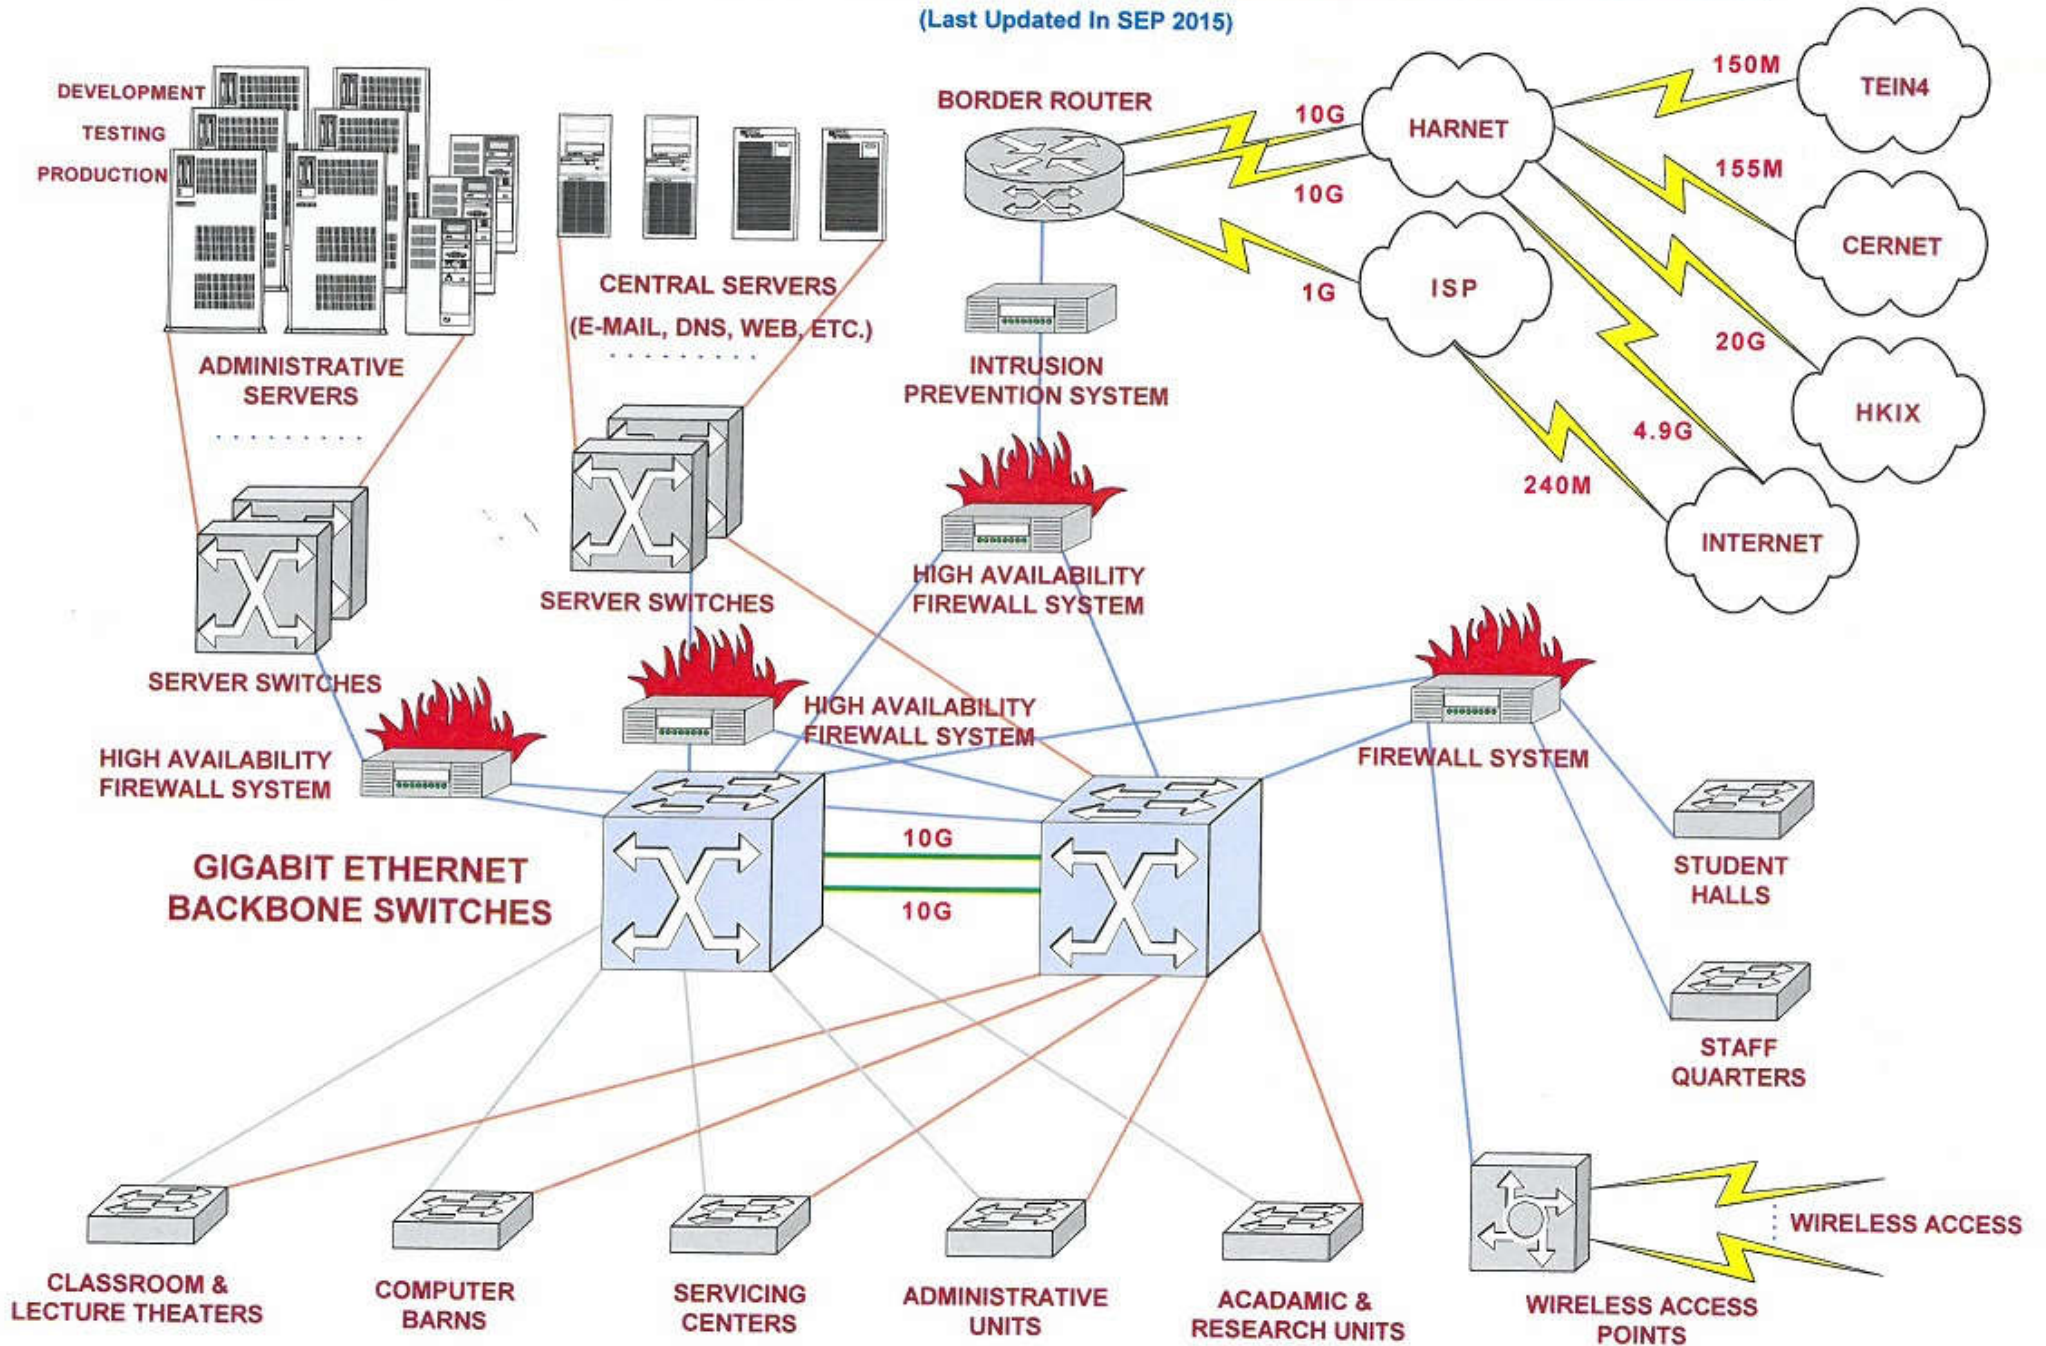 (Last Updated In SEP 2015)
DEVELOPMENT
TESTING
PRODUCTION
ADMINISTRATIVE
SERVERS
CENTRAL SERVERS
(E-MAIL, DNS, WEB, ETC.)
BORDER ROUTER
10G
10G
1G
HARNET
ISP
150M
TEIN4
155M
CERNET
20G
HKIX
4.9G
240M
INTERNET
INTRUSION
PREVENTION SYSTEM
SERVER SWITCHES
SERVER SWITCHES
HIGH AVAILABILITY
FIREWALL SYSTEM
HIGH AVAILABILITY
FIREWALL SYSTEM
HIGH AVAILABILITY
FIREWALL SYSTEM
FIREWALL SYSTEM
GIGABIT ETHERNET
BACKBONE SWITCHES
10G
10G
STUDENT
HALLS
STAFF
QUARTERS
CLASSROOM &
LECTURE THEATERS
COMPUTER
BARNS
SERVICING
CENTERS
ADMINISTRATIVE
UNITS
ACADAMIC &
RESEARCH UNITS
WIRELESS ACCESS
POINTS
WIRELESS ACCESS